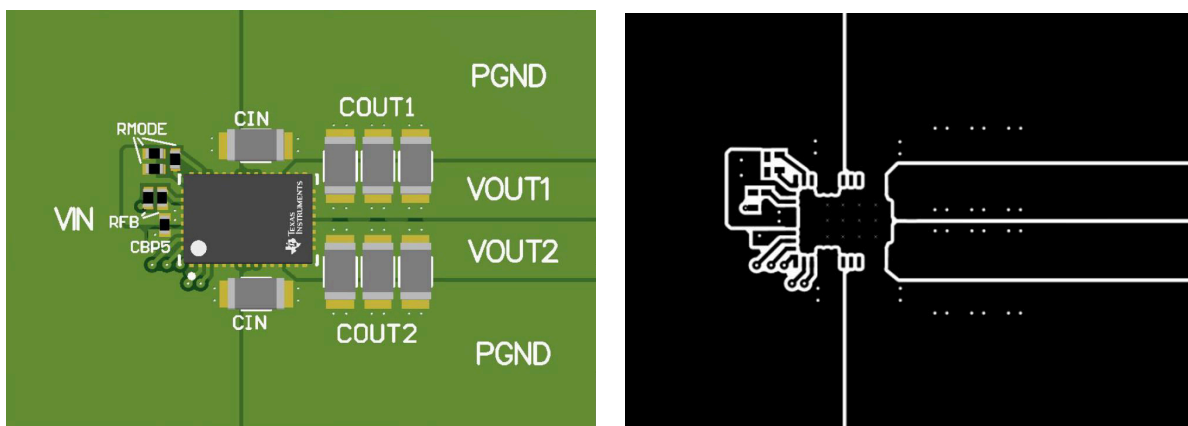 PGND
COUT1
CIN
RMODE
VOUT1
VIN
RFB
TEXAS
INSTRUMENTS
CBP5
VOUT2
CIN
COUT2
PGND